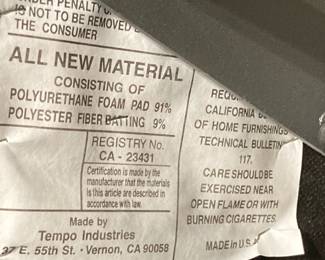 PENALTY
IS NOT TO BE REMOVED
THE CONSUMER
ALL NEW MATERIAL
CONSISTING OF
POLYURETHANE FOAM PAD 91%
POLYESTER FIBER BATTING 9%
REGISTRY No.
CA - 23431
Certification is made by the
manufacturer that the materials
is this article are described in
accordance with law.
Made by
Tempo Industries
E. 55th St. • Vernon, CA 90058
CALIFORNIA
OF HOME FURNISHINGS
TECHNICAL BULLETIN
117.
CARE SHOULD BE
EXERCISED NEAR
OPEN FLAME OR WITH
BURNING CIGARETTES.
MADE in U.S.